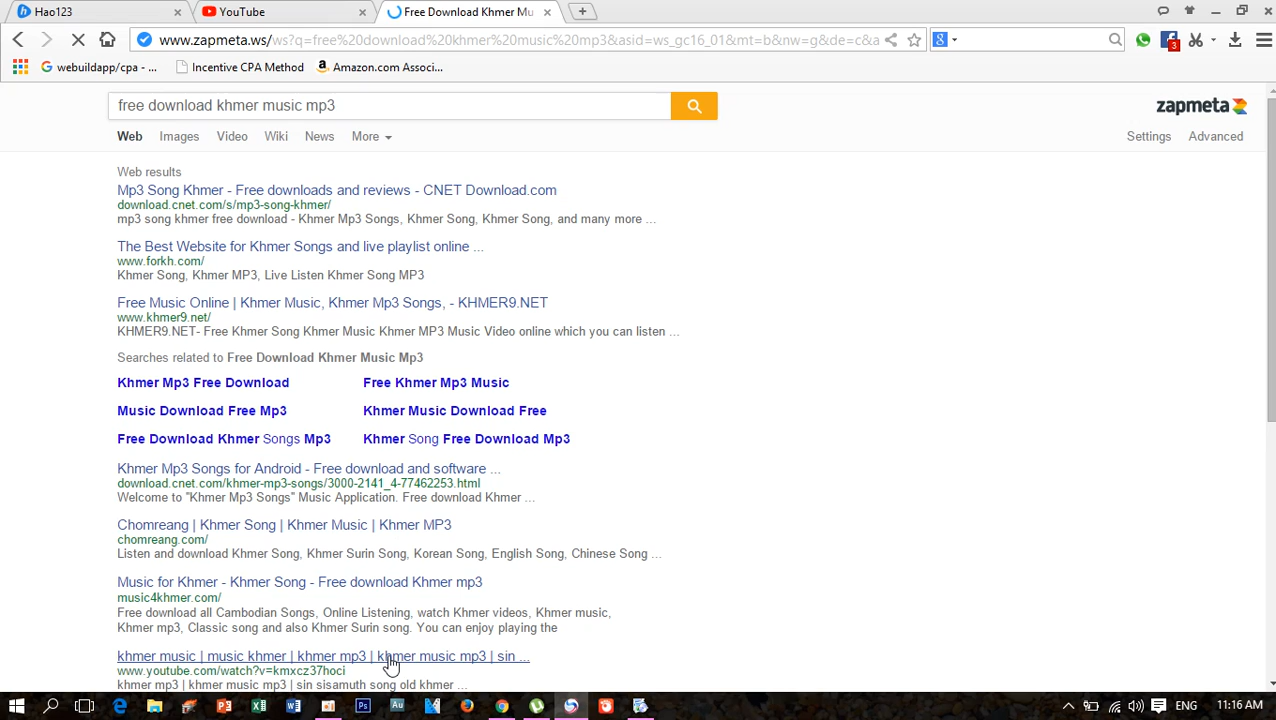 Hao123
YouTube
Free Download Khmer Mu
www.zapmeta.ws/ws?q=free%20download%20khmer%20music%20mp3&asid=ws_gc16_01&mt=b&nw=g&de=c&a
3
webuildapp/cpa - ...
Incentive CPA Method
Amazon.com Associ...
free download khmer music mp3
zapmeta
Web
Images
Video
Wiki
News
More
Settings
Advanced
Web results
Mp3 Song Khmer - Free downloads and reviews - CNET Download.com
download.cnet.com/s/mp3-song-khmer/
mp3 song khmer free download - Khmer Mp3 Songs, Khmer Song, Khmer Song, and many more ...
The Best Website for Khmer Songs and live playlist online ...
www.forkh.com/
Khmer Song, Khmer MP3, Live Listen Khmer Song MP3
Free Music Online | Khmer Music, Khmer Mp3 Songs, - KHMER9.NET
www.khmer9.net/
KHMER9.NET- Free Khmer Song Khmer Music Khmer MP3 Music Video online which you can listen ...
Searches related to Free Download Khmer Music Mp3
Khmer Mp3 Free Download
Free Khmer Mp3 Music
Music Download Free Mp3
Khmer Music Download Free
Free Download Khmer Songs Mp3
Khmer Song Free Download Mp3
Khmer Mp3 Songs for Android - Free download and software ...
download.cnet.com/khmer-mp3-songs/3000-2141_4-77462253.html
Welcome to "Khmer Mp3 Songs" Music Application. Free download Khmer ...
Chomreang | Khmer Song | Khmer Music | Khmer MP3
chomreang.com/
Listen and download Khmer Song, Khmer Surin Song, Korean Song, English Song, Chinese Song ...
Music for Khmer - Khmer Song - Free download Khmer mp3
music4khmer.com/
Free download all Cambodian Songs, Online Listening, watch Khmer videos, Khmer music,
Khmer mp3, Classic song and also Khmer Surin song. You can enjoy playing the
khmer music | music khmer | khmer mp3 | khmer music mp3 | sin ...
www.youtube.com/watch?v=kmxcz37hoci
khmer mp3 | khmer music mp3 | sin sisamuth song old khmer ...
ENG
11:16 AM